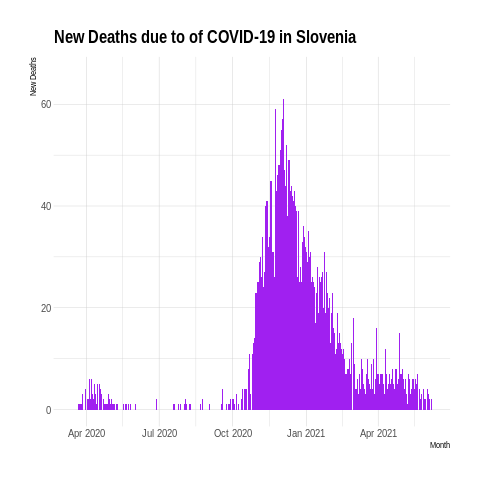 New Deaths due to of COVID-19 in Slovenia
New Deaths
60
40
20
0
Apr 2020 Jul 2020 Oct 2020 Jan 2021 Apr 2021
Month